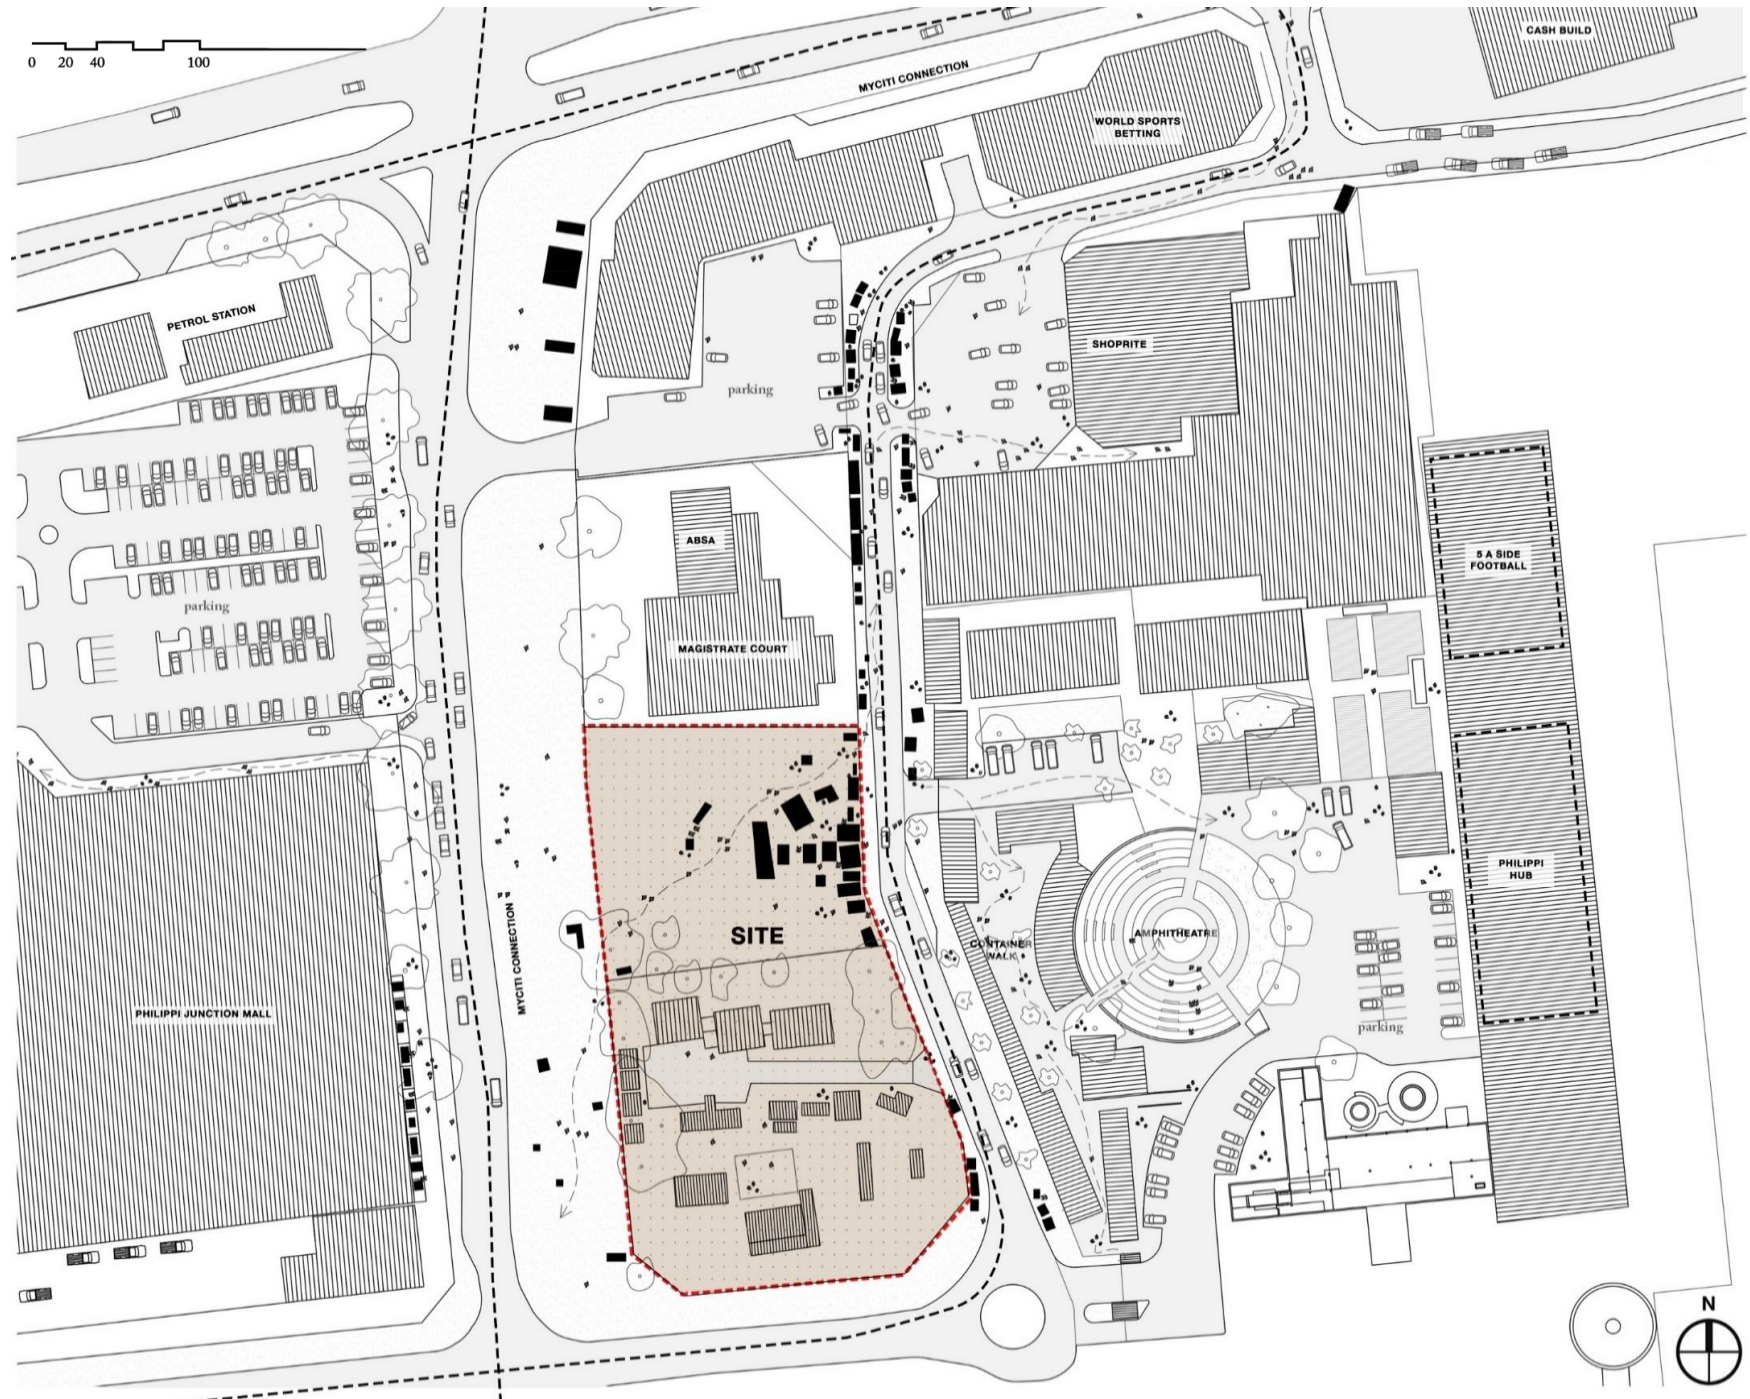 CASH BUILD
0 20 40 100
MYCITI CONNECTION
WORLD SPORTS
BETTING
PETROL STATION
SHOPRITE
parking
ABSA
5 A SIDE
FOOTBALL
parking
MAGISTRATE COURT
PHILIPPI
HUB
SITE
AMPHITHEATRE
CONTAINER
WALK
MYCITI CONNECTION
PHILIPPI JUNCTION MALL
parking
N